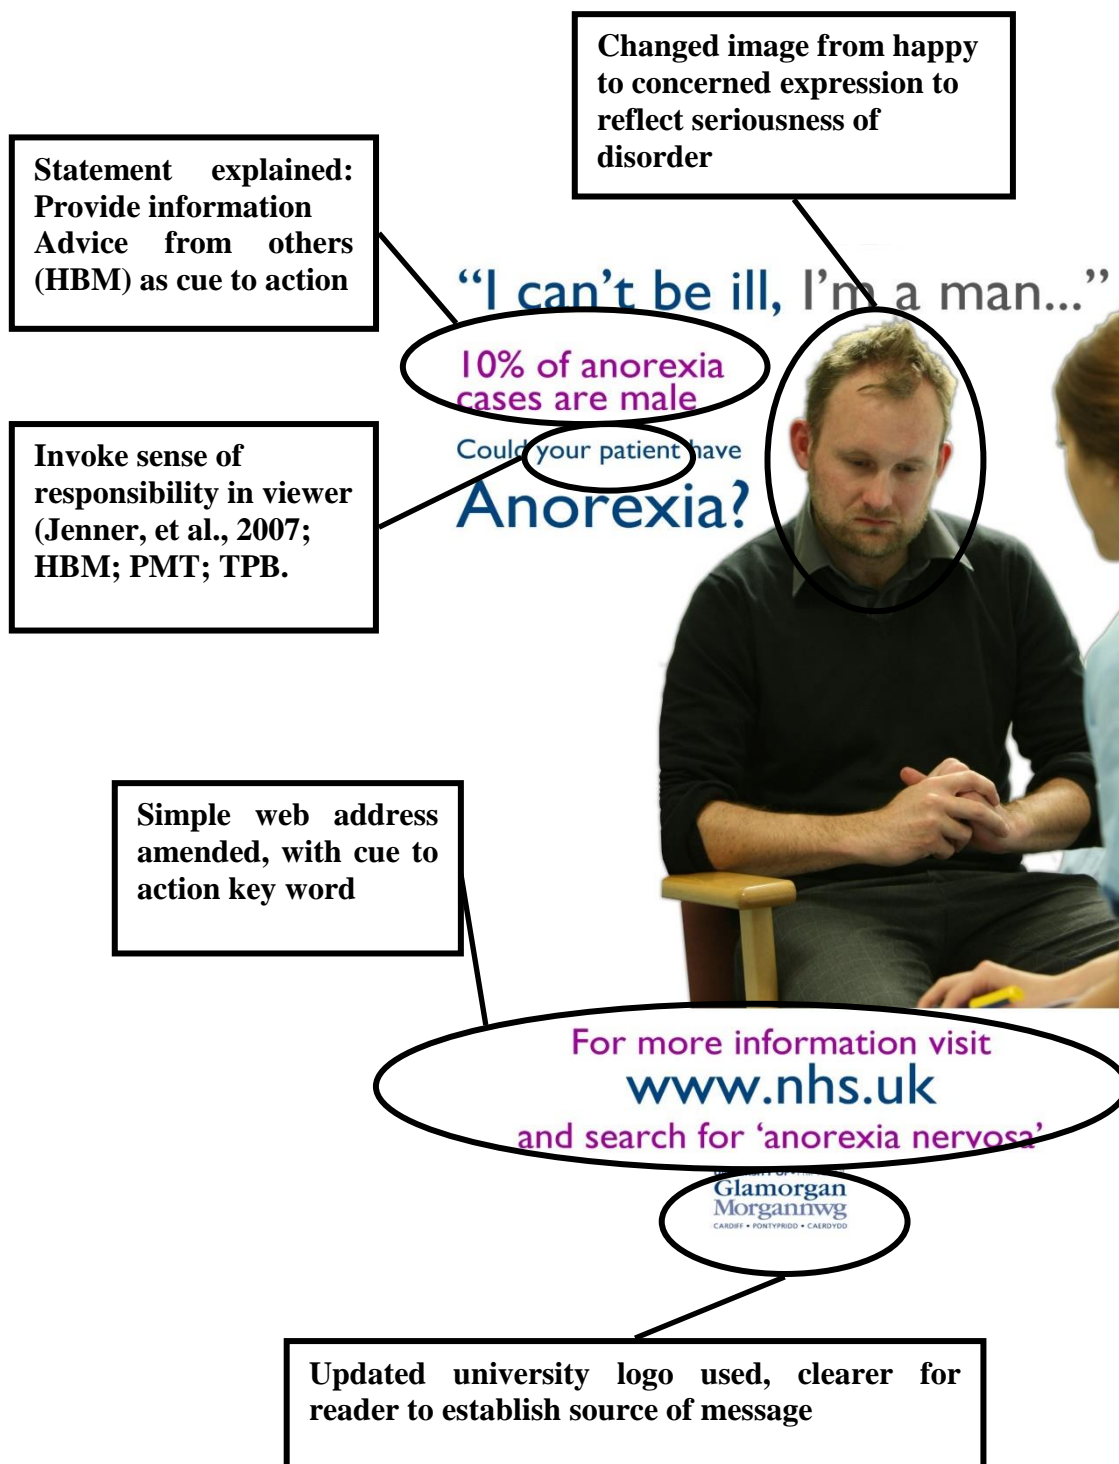 Changed image from happy
to concerned expression to
reflect seriousness of
disorder
Statement explained:
Provide information
Advice from others
(HBM) as cue to action
“I can’t be ill, I’m a man...”
10% of anorexia
cases are male
Could your patient have
Anorexia?
Invoke sense of
responsibility in viewer
(Jenner, et al., 2007;
HBM; PMT; TPB.
Simple web address
amended, with cue to
action key word
For more information visit
www.nhs.uk
and search for ‘anorexia nervosa’
Glamorgan
Morgannwg
CARDIFF • PONTYPRIDD • CAERDYDD
Updated university logo used, clearer for
reader to establish source of message